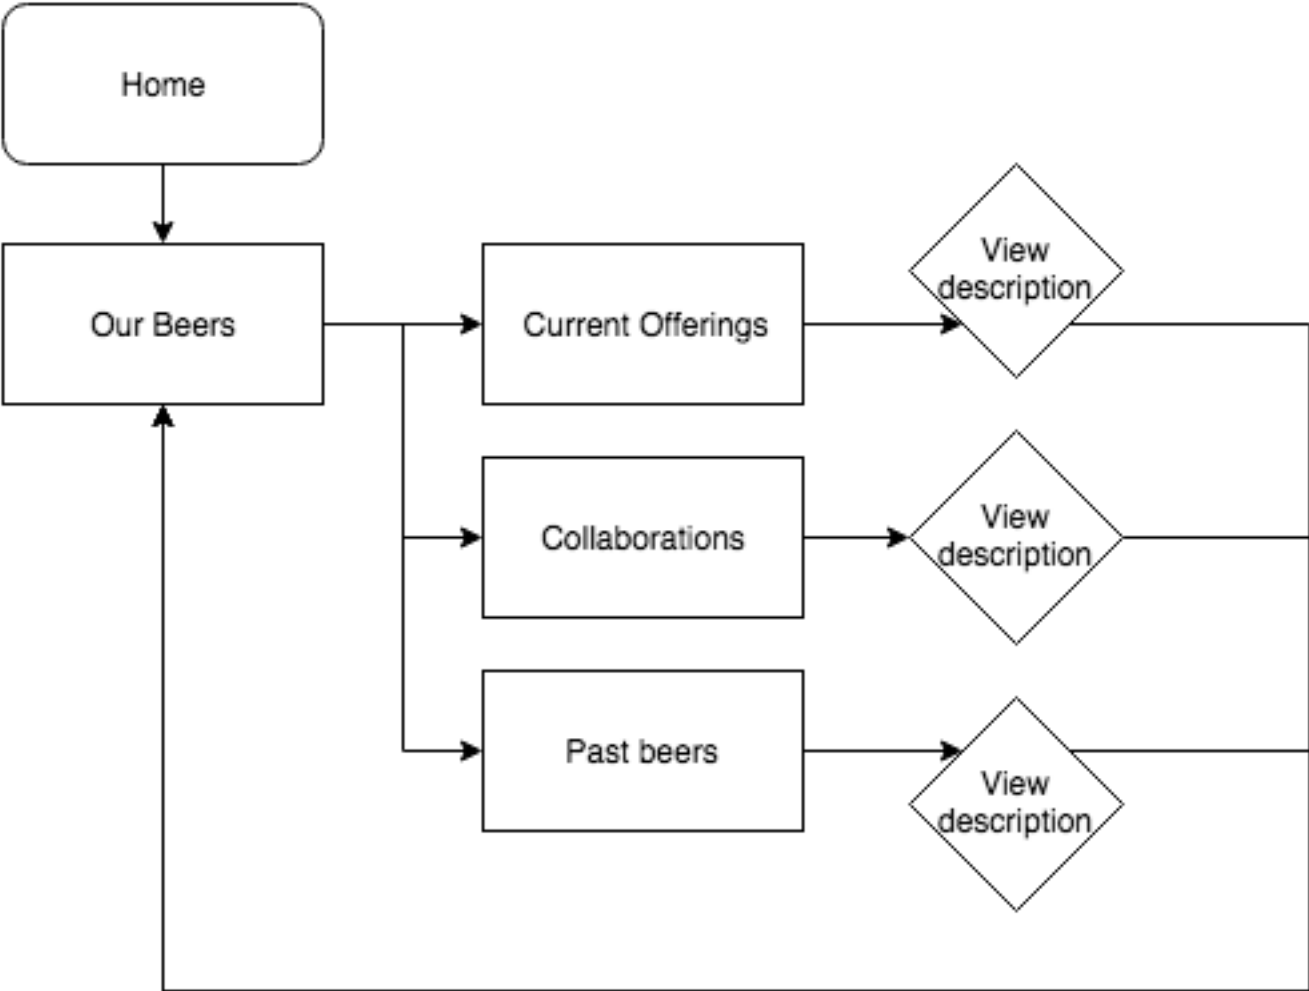 Home
Our Beers
Current Offerings
View
description
Collaborations
View
description
Past beers
View
description